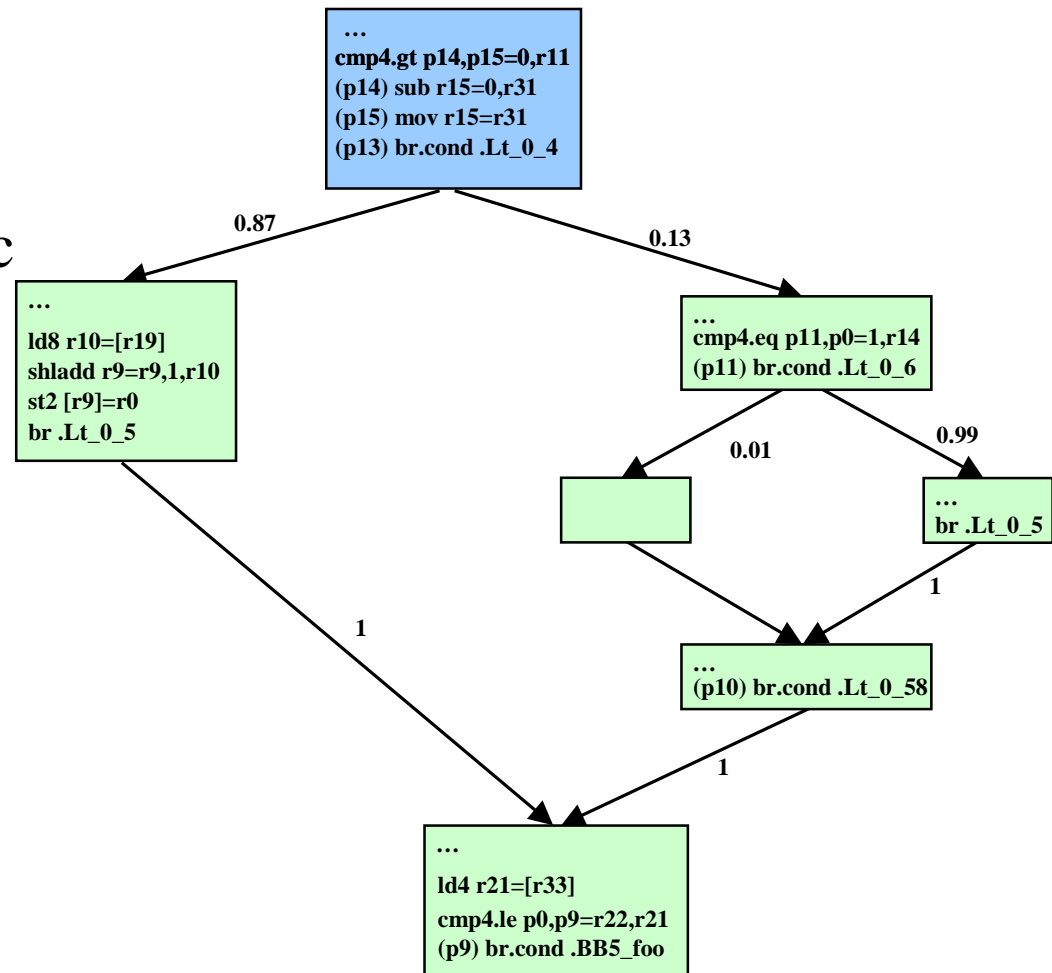 …
cmp4.gt p14,p15=0,r11
(p14) sub r15=0,r31
(p15) mov r15=r31
(p13) br.cond .Lt_0_4
0.87
0.13
c
…
ld8 r10=[r19]
shladd r9=r9,1,r10
st2 [r9]=r0
br .Lt_0_5
…
cmp4.eq p11,p0=1,r14
(p11) br.cond .Lt_0_6
0.01
0.99
…
br .Lt_0_5
1
1
…
(p10) br.cond .Lt_0_58
1
…
ld4 r21=[r33]
cmp4.le p0,p9=r22,r21
(p9) br.cond .BB5_foo